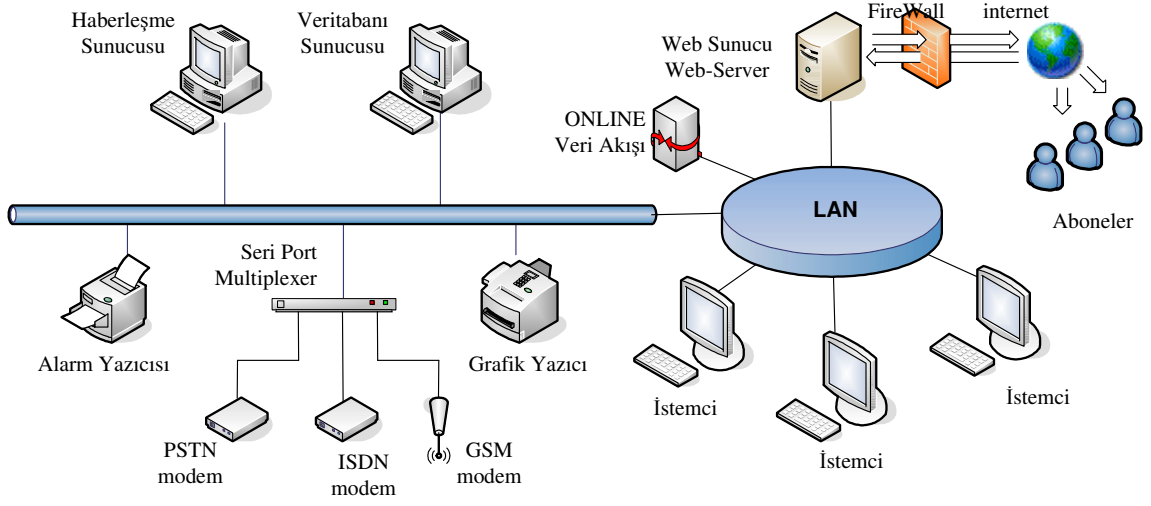 Haberleşme
Sunucusu
Veritabanı
Sunucusu
FireWall
internet
Web Sunucu
Web-Server
ONLINE
Veri Akışı
LAN
Aboneler
Seri Port
Multiplexer
Alarm Yazıcısı
Grafik Yazıcı
İstemci
İstemci
İstemci
PSTN
modem
ISDN
modem
GSM
modem